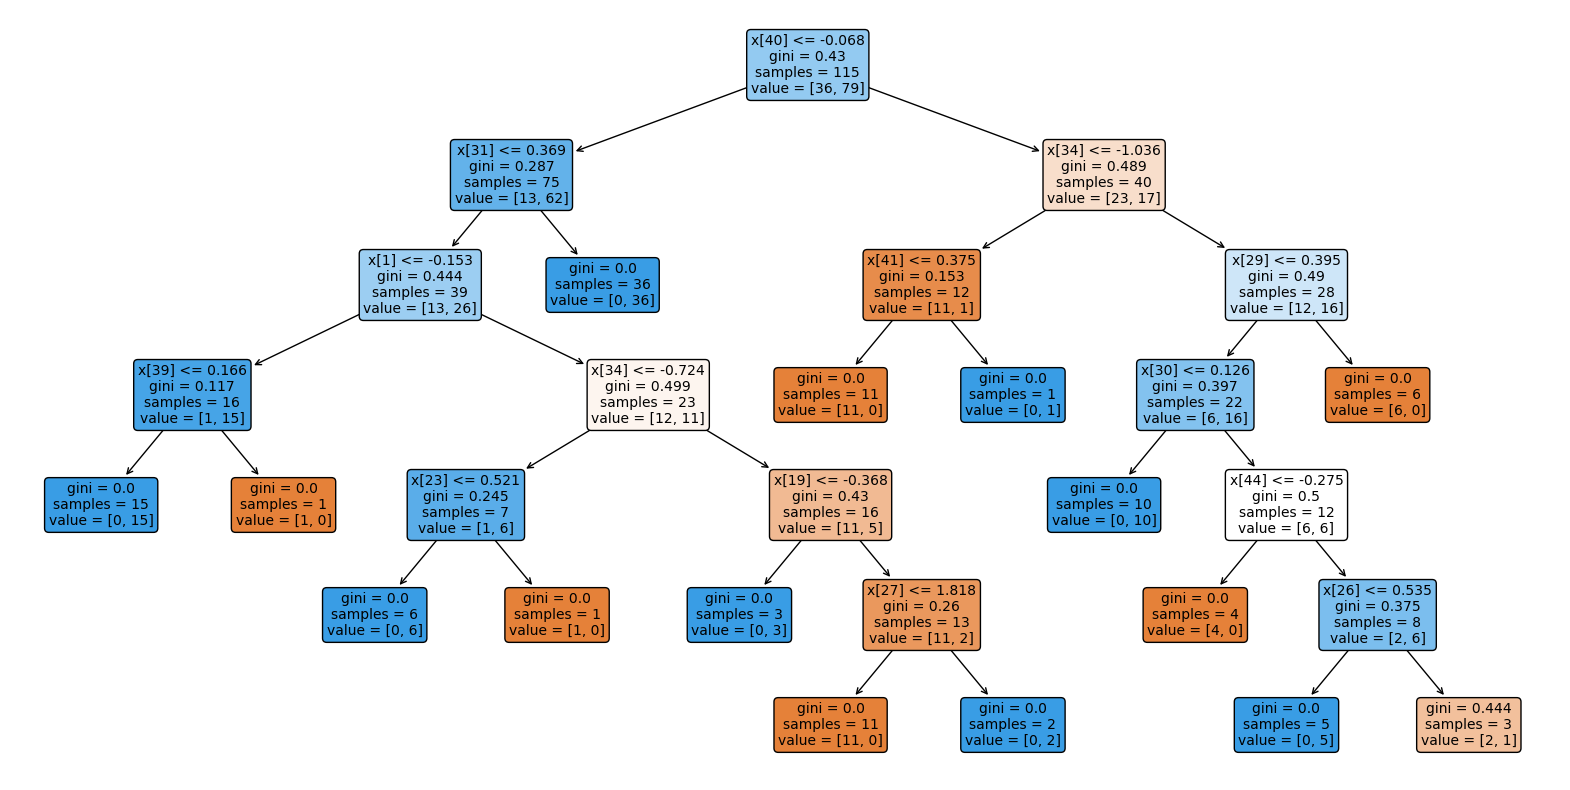 x[40] <= -0.068
gini = 0.43
samples = 115
value = [36, 79]
x[31] <= 0.369
gini = 0.287
samples = 75
value = [13, 62]
x[34] <= -1.036
gini = 0.489
samples = 40
value = [23, 17]
x[1] <= -0.153
gini = 0.444
samples = 39
value = [13, 26]
gini = 0.0
samples = 36
value = [0, 36]
x[41] <= 0.375
gini = 0.153
samples = 12
value = [11, 1]
x[29] <= 0.395
gini = 0.49
samples = 28
value = [12, 16]
x[39] <= 0.166
gini = 0.117
samples = 16
value = [1, 15]
x[34] <= -0.724
gini = 0.499
samples = 23
value = [12, 11]
gini = 0.0
samples = 11
value = [11, 0]
gini = 0.0
samples = 1
value = [0, 1]
x[30] <= 0.126
gini = 0.397
samples = 22
value = [6, 16]
gini = 0.0
samples = 6
value = [6, 0]
gini = 0.0
samples = 15
value = [0, 15]
gini = 0.0
samples = 1
value = [1, 0]
x[23] <= 0.521
gini = 0.245
samples = 7
value = [1, 6]
x[19] <= -0.368
gini = 0.43
samples = 16
value = [11, 5]
gini = 0.0
samples = 10
value = [0, 10]
x[44] <= -0.275
gini = 0.5
samples = 12
value = [6, 6]
gini = 0.0
samples = 6
value = [0, 6]
gini = 0.0
samples = 1
value = [1, 0]
gini = 0.0
samples = 3
value = [0, 3]
x[27] <= 1.818
gini = 0.26
samples = 13
value = [11, 2]
gini = 0.0
samples = 4
value = [4, 0]
x[26] <= 0.535
gini = 0.375
samples = 8
value = [2, 6]
gini = 0.0
samples = 11
value = [11, 0]
gini = 0.0
samples = 2
value = [0, 2]
gini = 0.0
samples = 5
value = [0, 5]
gini = 0.444
samples = 3
value = [2, 1]